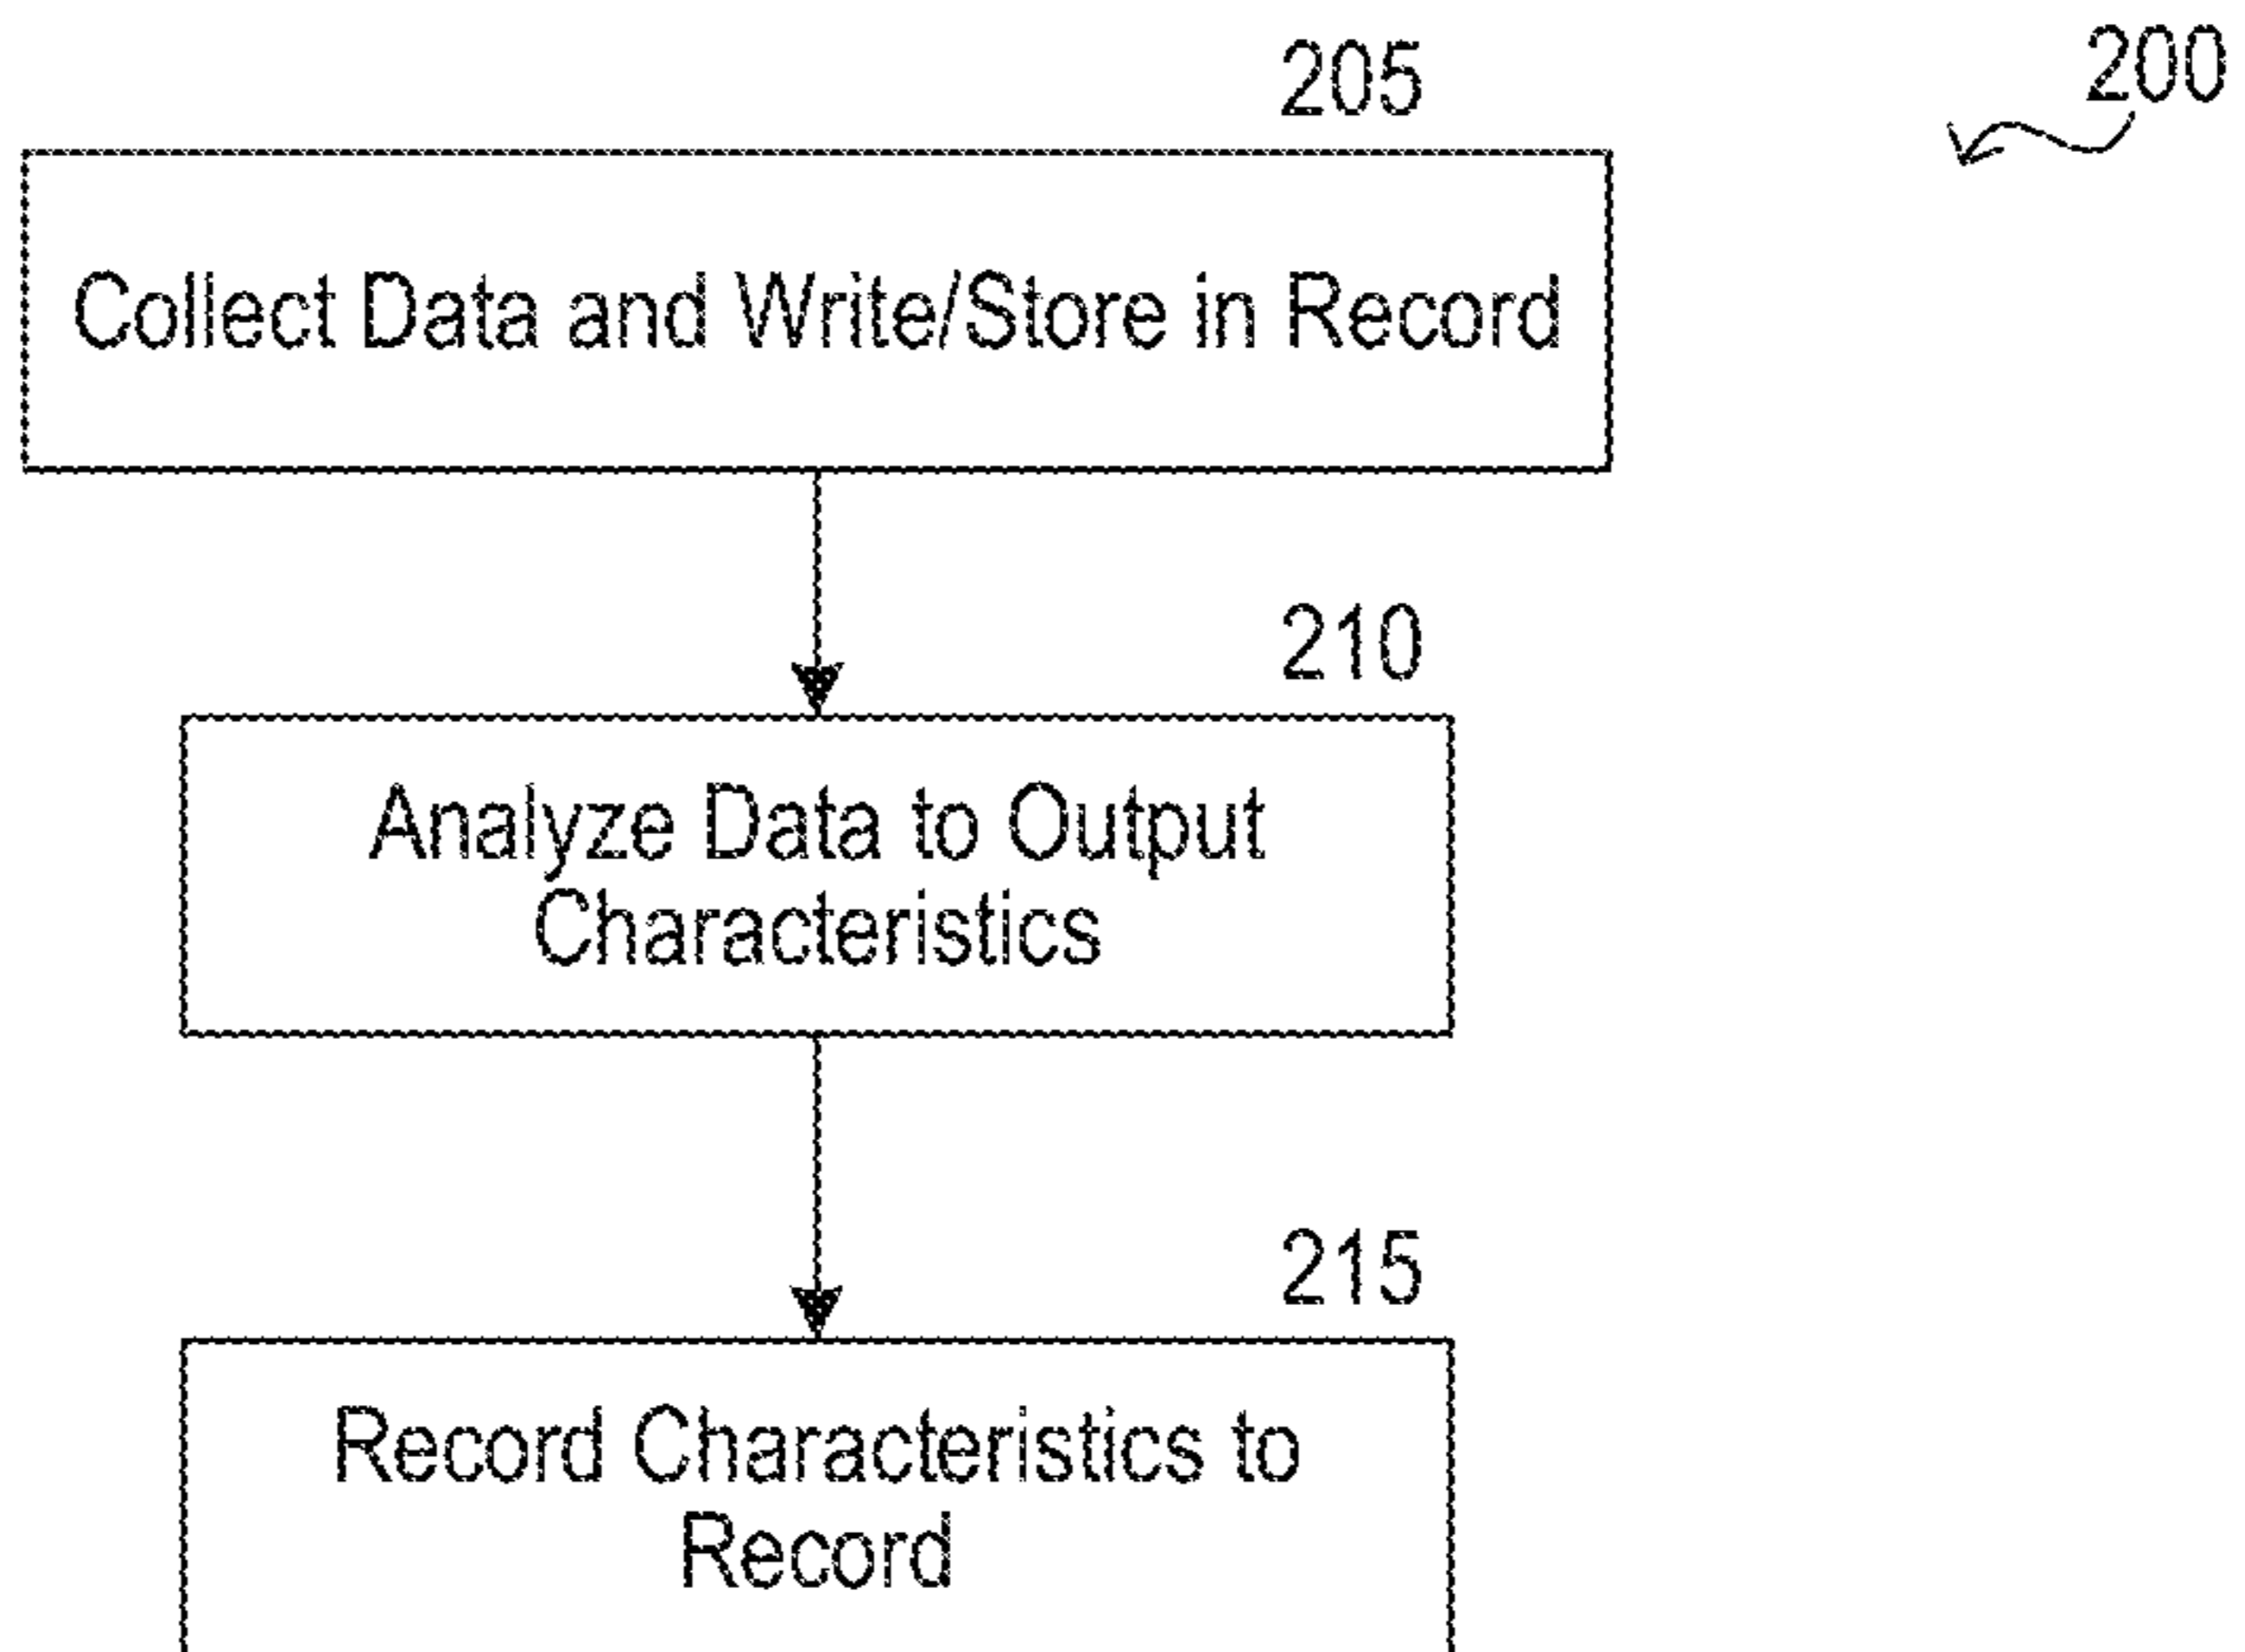 205
200
Collect Data and Write/Store in Record
210
Analyze Data to Output
Characteristics
215
Record Characteristics to
Record